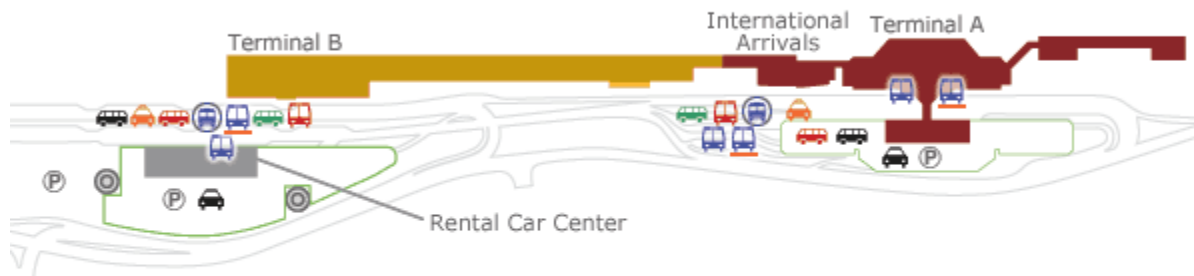 International
Arrivals
Terminal A
Terminal B
P
P
P
Rental Car Center